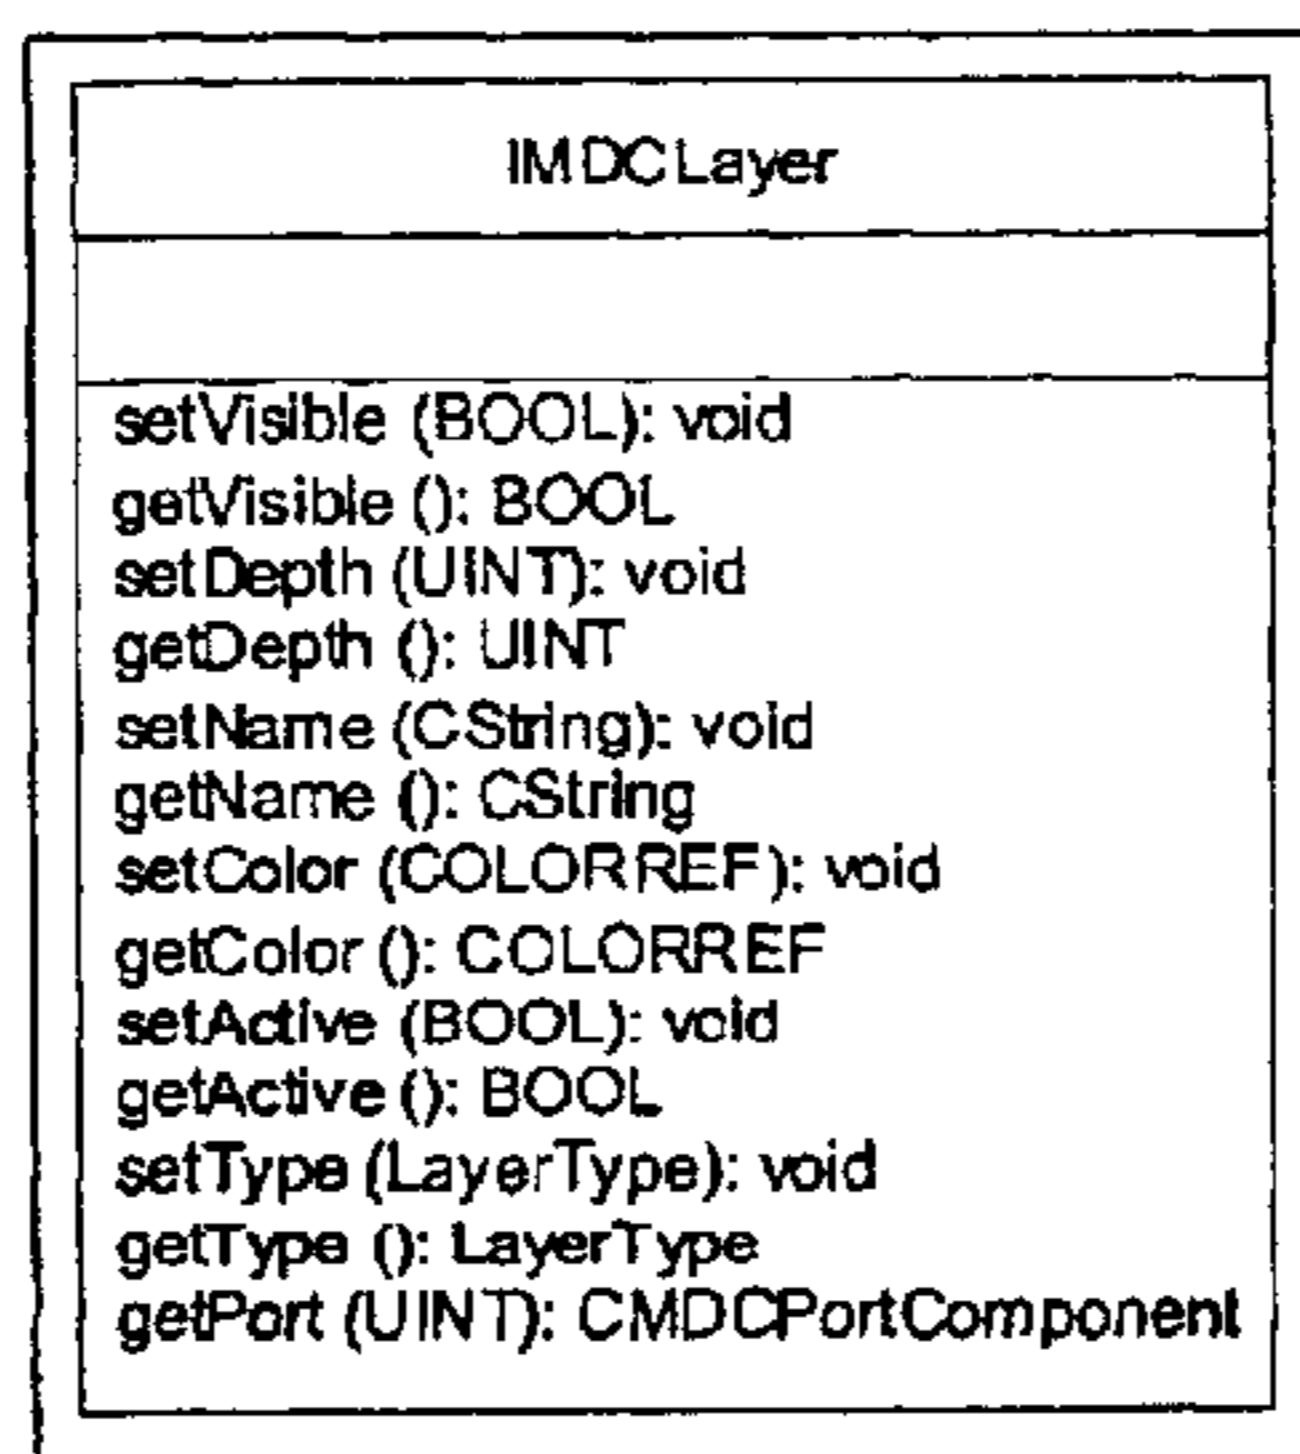 IMDCLayer
setVisible (BOOL): void
getVisible (): BOOL
setDepth (UINT): void
getDepth (): UINT
setName (CString): void
getName (): CString
setColor (COLORREF): void
getColor (): COLORREF
setActive (BOOL): void
getActive (): BOOL
setType (LayerType): void
getType (): LayerType
getPort (UINT): CMDCPortComponent